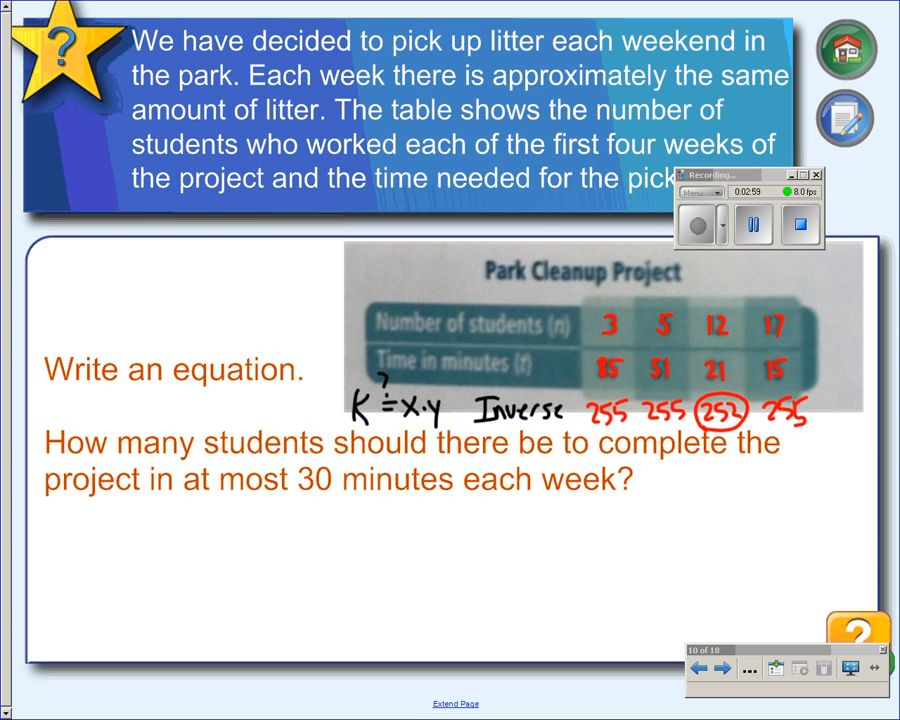 We have decided to pick up litter each weekend in
the park. Each week there is approximately the same
amount of litter. The table shows the number of
students who worked each of the first four weeks of
the project and the time needed for the pick
Recording...
Menu
0:02:59
8.0 fps
Park Cleanup Project
Number of students (n) 3 5 12 17
Time in minutes (t) 85 51 21 15
Write an equation.
K ?= X·y Inverse 255 255 252 255
How many students should there be to complete the
project in at most 30 minutes each week?
10 of 18
Extend Page